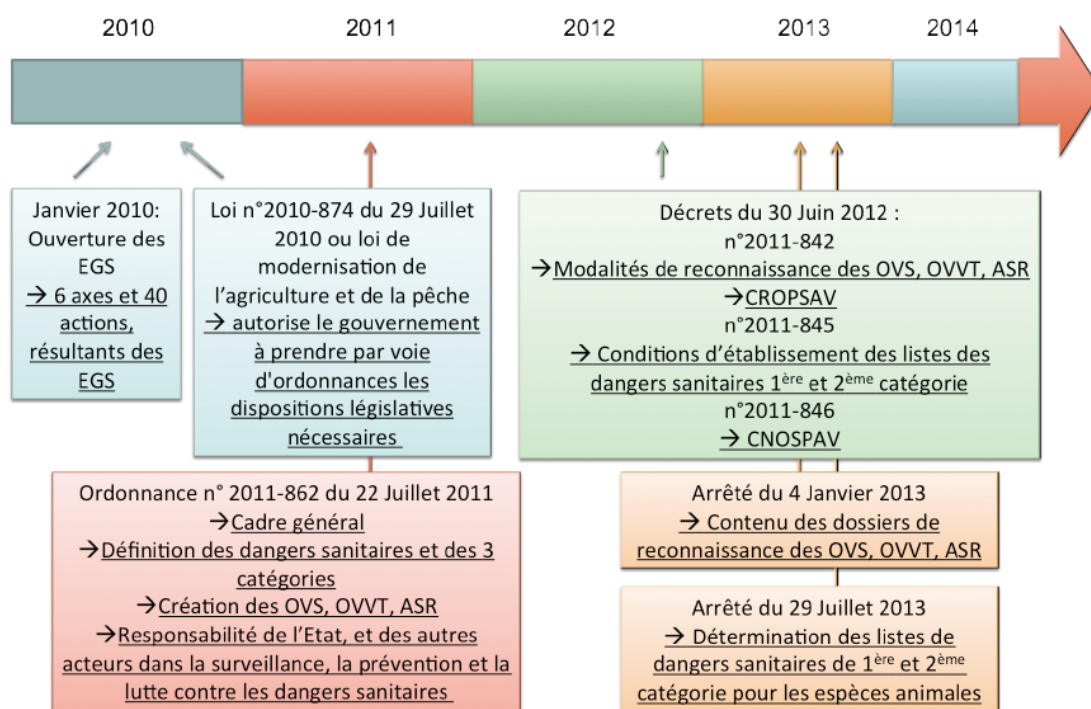 2010
2011
2012
2013
2014
Janvier 2010:
Ouverture des
EGS
→ 6 axes et 40
actions,
résultants des
EGS
Loi n°2010-874 du 29 Juillet
2010 ou loi de
modernisation de
l'agriculture et de la pêche
→ autorise le gouvernement
à prendre par voie
d'ordonnances les
dispositions législatives
nécessaires
Décrets du 30 Juin 2012 :
n°2011-842
→Modalités de reconnaissance des OVS, OVVT, ASR
→CROPSAV
n°2011-845
→ Conditions d'établissement des listes des
dangers sanitaires 1ère et 2ème catégorie
n°2011-846
→ CNOSPAV
Ordonnance n° 2011-862 du 22 Juillet 2011
→Cadre général
→Définition des dangers sanitaires et des 3
catégories
→Création des OVS, OVVT, ASR
→Responsabilité de l'Etat, et des autres
acteurs dans la surveillance, la prévention et la
lutte contre les dangers sanitaires
Arrêté du 4 Janvier 2013
→ Contenu des dossiers de
reconnaissance des OVS, OVVT, ASR
Arrêté du 29 Juillet 2013
→ Détermination des listes de
dangers sanitaires de 1ère et 2ème
catégorie pour les espèces animales